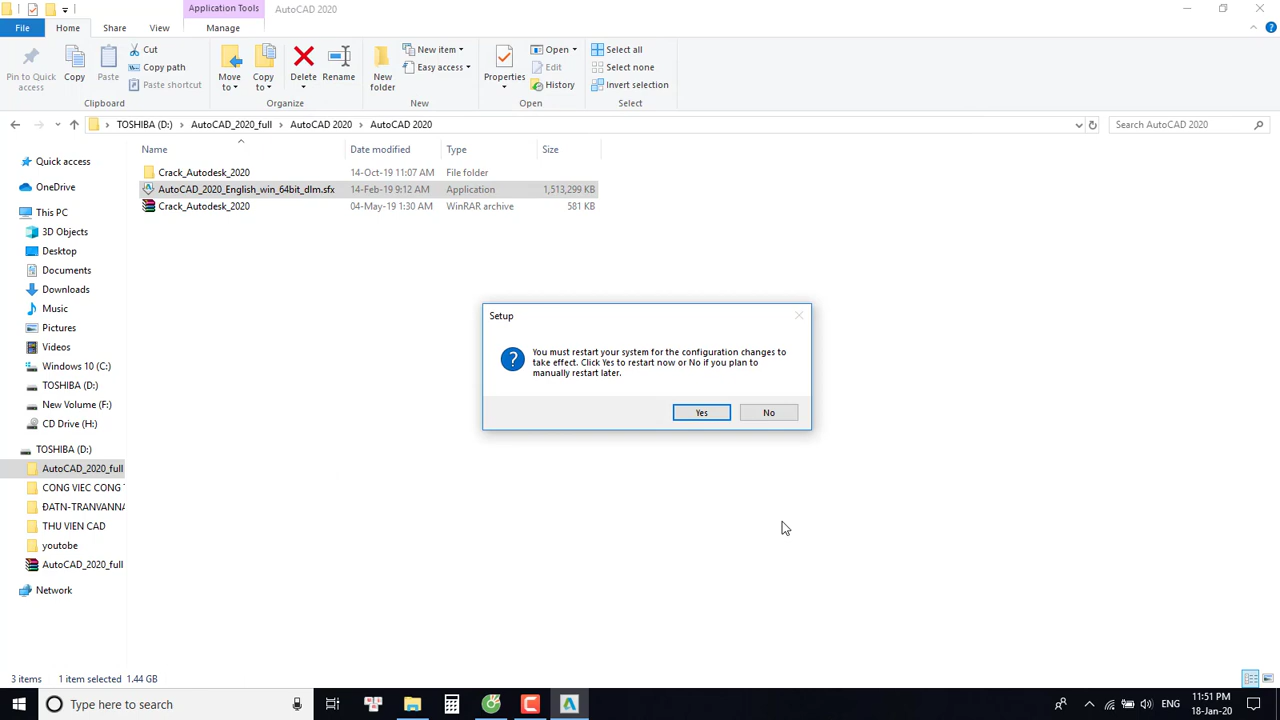 Application Tools
AutoCAD 2020
File
Home
Share
View
Manage
Pin to Quick
access
Copy
Paste
Cut
Copy path
Paste shortcut
Clipboard
Move
to
Copy
to
Delete
Rename
Organize
New
folder
New item
Easy access
New
Properties
Open
Edit
History
Open
Select all
Select none
Invert selection
Select
TOSHIBA (D:)
AutoCAD_2020_full
AutoCAD 2020
AutoCAD 2020
Search AutoCAD 2020
Name
Date modified
Type
Size
Crack_Autodesk_2020
14-Oct-19 11:07 AM
File folder
AutoCAD_2020_English_win_64bit_dlm.sfx
14-Feb-19 9:12 AM
Application
1,513,299 KB
Crack_Autodesk_2020
04-May-19 1:30 AM
WinRAR archive
581 KB
Quick access
OneDrive
This PC
3D Objects
Desktop
Documents
Downloads
Music
Pictures
Videos
Windows 10 (C:)
TOSHIBA (D:)
New Volume (F:)
CD Drive (H:)
TOSHIBA (D:)
AutoCAD_2020_full
CONG VIEC CONG T
ĐATN-TRANVANNA
THU VIEN CAD
youtobe
AutoCAD_2020_full
Network
Setup
You must restart your system for the configuration changes to
take effect. Click Yes to restart now or No if you plan to
manually restart later.
Yes
No
3 items
1 item selected
1.44 GB
Type here to search
ENG
11:51 PM
18-Jan-20